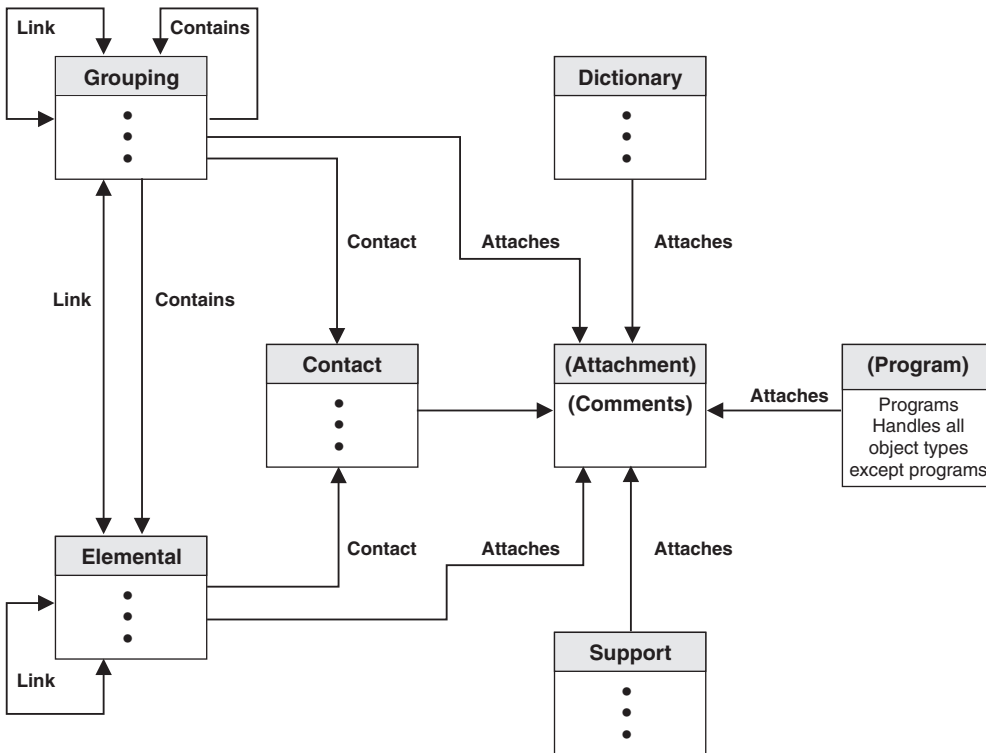 Link
Contains
Grouping
Dictionary
Contact
Attaches
Attaches
Link
Contains
Contact
(Attachment)
(Comments)
Attaches
(Program)
Programs
Handles all
object types
except programs
Contact
Attaches
Attaches
Elemental
Link
Support